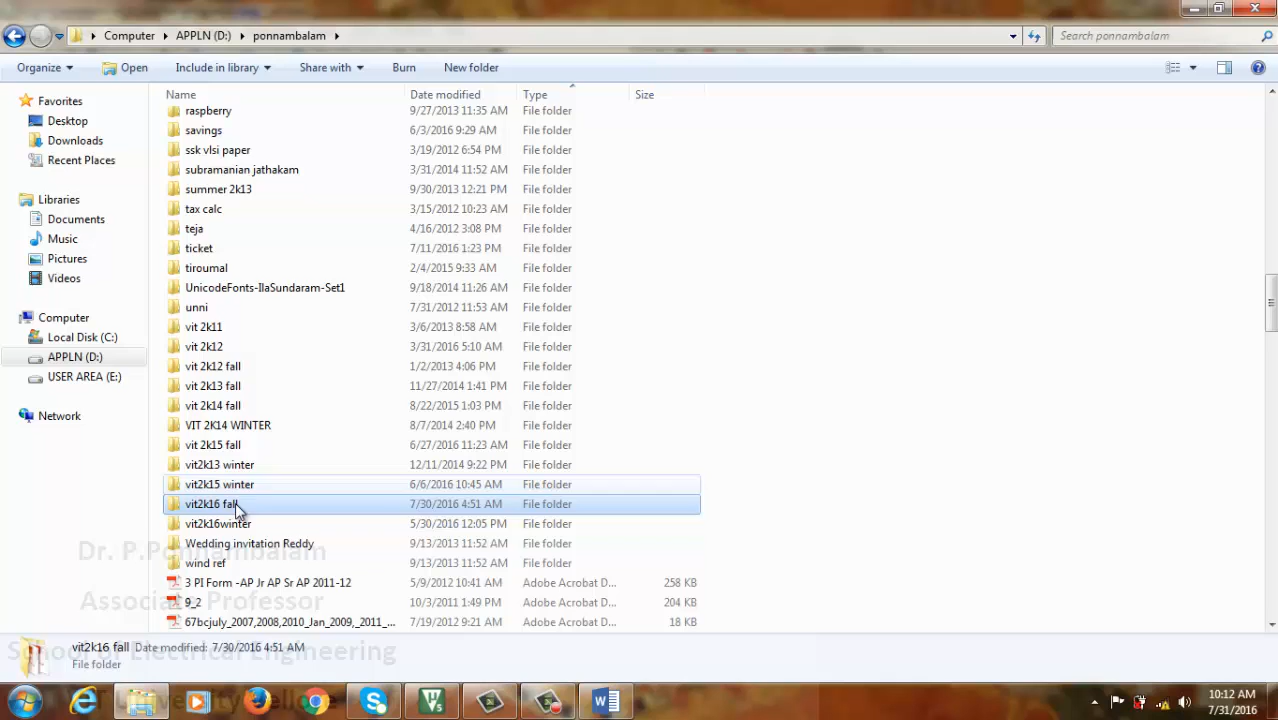 Computer ▸ APPLN (D:) ▸ ponnambalam
Search ponnambalam
Organize Open Include in library Share with Burn New folder
Name Date modified Type Size
Favorites
Desktop
Downloads
Recent Places
Libraries
Documents
Music
Pictures
Videos
Computer
Local Disk (C:)
APPLN (D:)
USER AREA (E:)
Network
raspberry 9/27/2013 11:35 AM File folder
savings 6/3/2016 9:29 AM File folder
ssk vlsi paper 3/19/2012 6:54 PM File folder
subramanian jathakam 3/31/2014 11:52 AM File folder
summer 2k13 9/30/2013 12:21 PM File folder
tax calc 3/15/2012 10:23 AM File folder
teja 4/16/2012 3:08 PM File folder
ticket 7/11/2016 1:23 PM File folder
tiroumal 2/4/2015 9:33 AM File folder
UnicodeFonts-IlaSundaram-Set1 9/18/2014 11:26 AM File folder
unni 7/31/2012 11:53 AM File folder
vit 2k11 3/6/2013 8:58 AM File folder
vit 2k12 3/31/2016 5:10 AM File folder
vit 2k12 fall 1/2/2013 4:06 PM File folder
vit 2k13 fall 11/27/2014 1:41 PM File folder
vit 2k14 fall 8/22/2015 1:03 PM File folder
VIT 2K14 WINTER 8/7/2014 2:40 PM File folder
vit 2k15 fall 6/27/2016 11:23 AM File folder
vit2k13 winter 12/11/2014 9:22 PM File folder
vit2k15 winter 6/6/2016 10:45 AM File folder
vit2k16 fall 7/30/2016 4:51 AM File folder
vit2k16winter 5/30/2016 12:05 PM File folder
Wedding invitation Reddy 9/13/2013 11:52 AM File folder
wind ref 9/13/2013 11:52 AM File folder
3 PI Form -AP Jr AP Sr AP 2011-12 5/9/2012 10:41 AM Adobe Acrobat D... 258 KB
9_2 10/3/2011 1:49 PM Adobe Acrobat D... 204 KB
67bcjuly_2007,2008,2010_Jan_2009,_2011_... 7/19/2012 9:21 AM Adobe Acrobat D... 18 KB
Dr. P.Ponnambalam
Associate Professor
School of Electrical Engineering
vit2k16 fall Date modified: 7/30/2016 4:51 AM
File folder
10:12 AM
7/31/2016